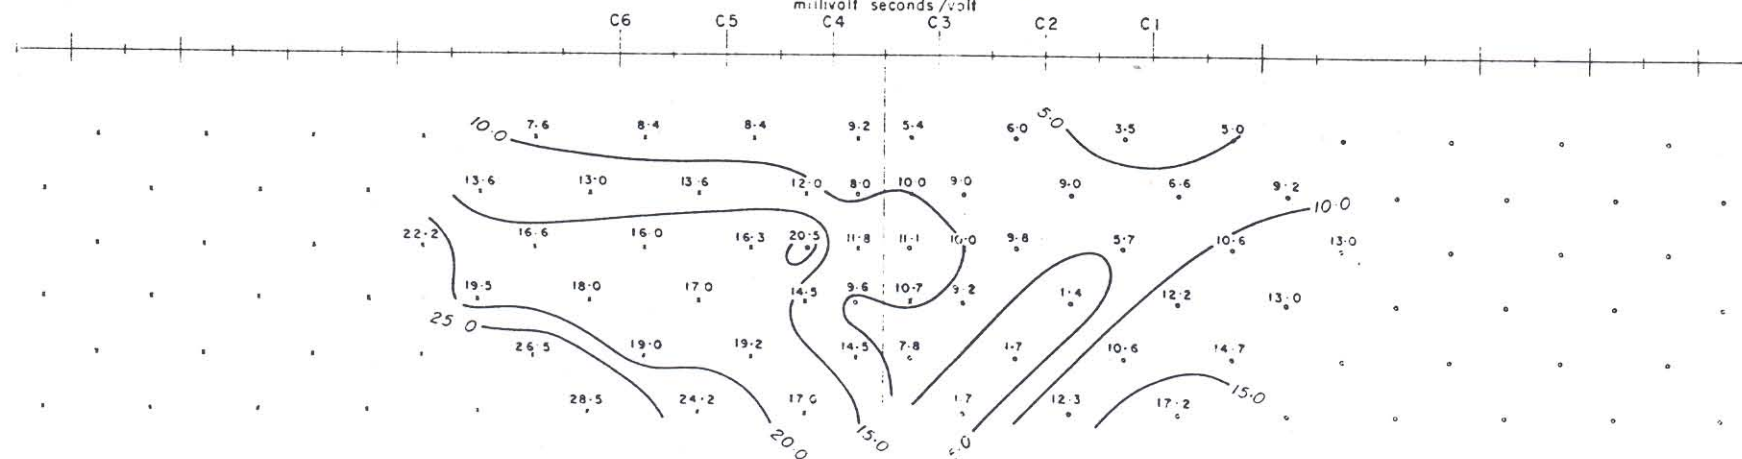 millivolt seconds/volt
C6 C5 C4 C3 C2 C1
10·0 7·6 8·4 8·4 9·2 5·4 6·0 5·0 3·5 5·0
13·6 13·0 13·6 12·0 8·0 10·0 9·0 9·0 6·6 9·2 10·0
22·2 16·6 16·0 16·3 20·5 11·8 11·1 10·0 9·8 5·7 10·6 13·0
19·5 18·0 17·0 14·5 9·6 10·7 9·2 1·4 12·2 13·0
25·0 26·5 19·0 19·2 14·5 7·8 1·7 10·6 14·7
28·5 24·2 17·0 1·7 12·3 17·2 15·0
20·0 15·0 5·0